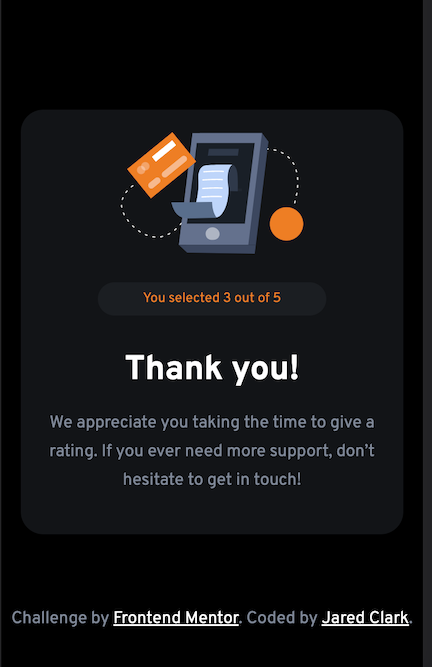 You selected 3 out of 5
Thank you!
We appreciate you taking the time to give a
rating. If you ever need more support, don’t
hesitate to get in touch!
Challenge by Frontend Mentor. Coded by Jared Clark.